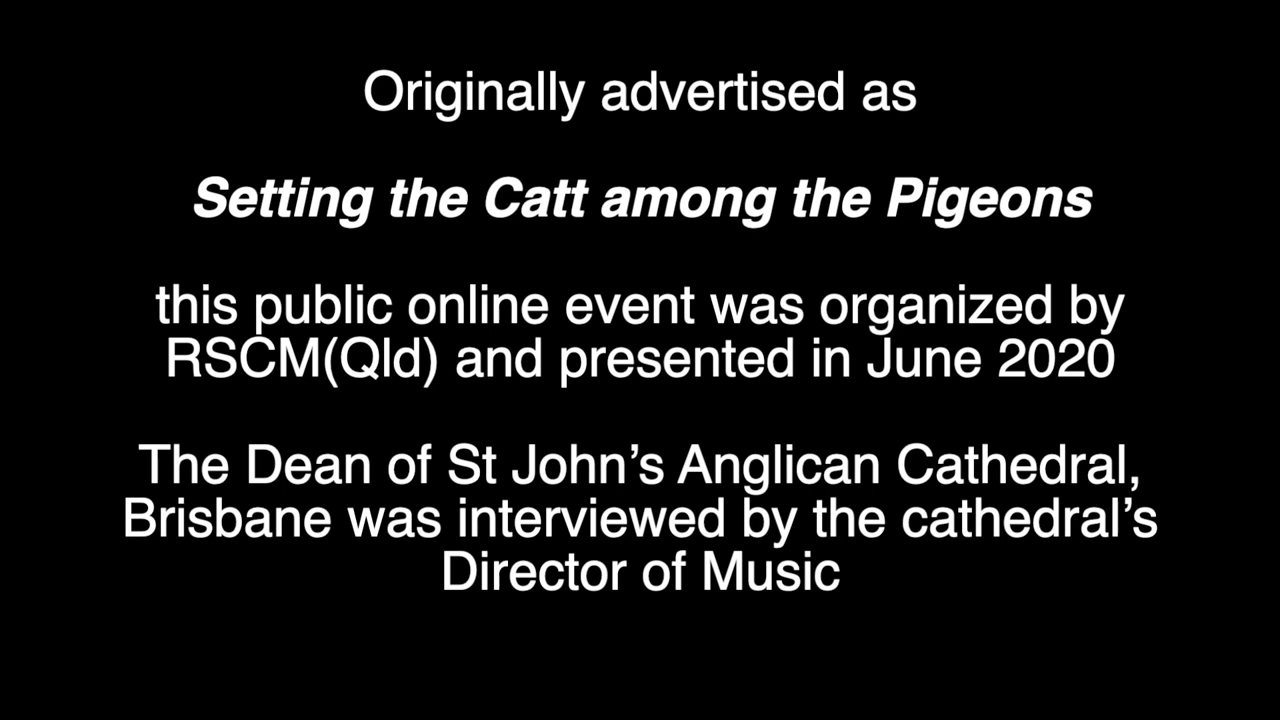 Originally advertised as
Setting the Catt among the Pigeons
this public online event was organized by
RSCM(Qld) and presented in June 2020
The Dean of St John’s Anglican Cathedral,
Brisbane was interviewed by the cathedral’s
Director of Music